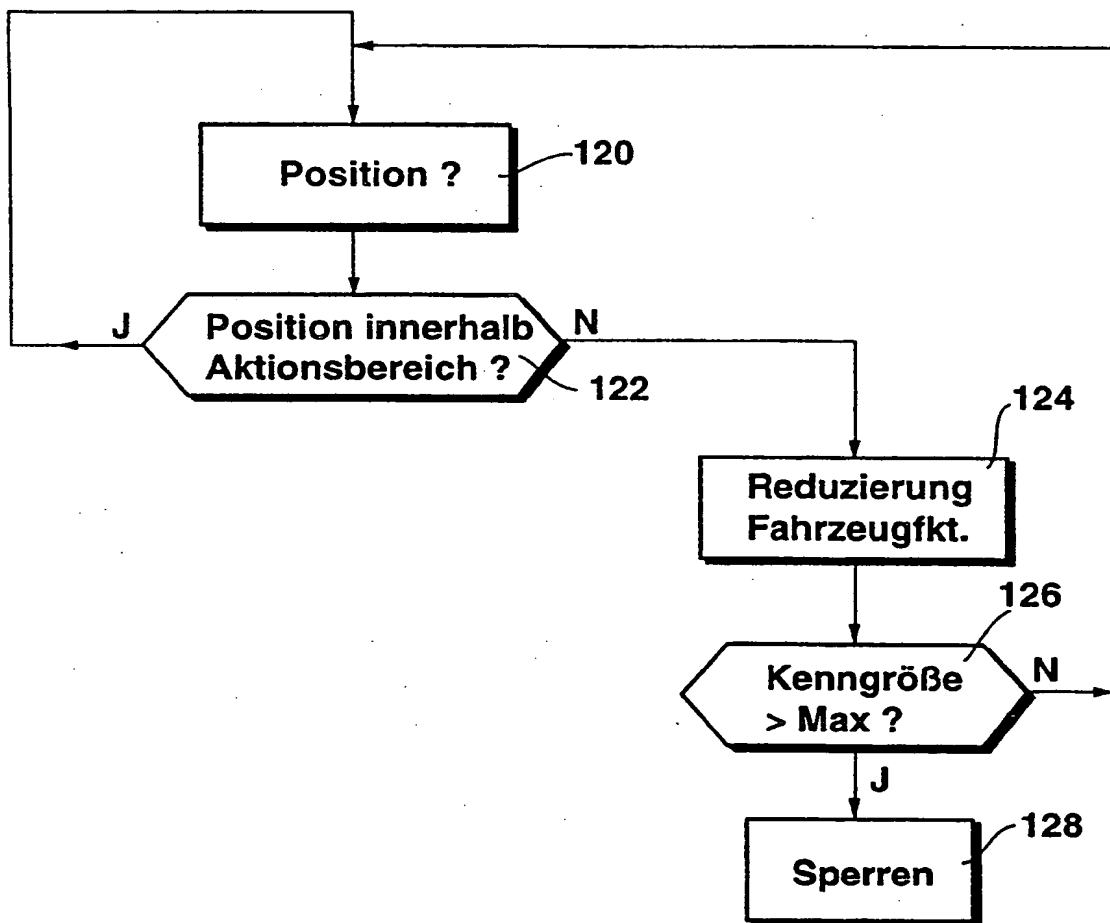 Position ?
120
J
Position innerhalb
Aktionsbereich ?
N
122
124
Reduzierung
Fahrzeugfkt.
126
Kenngröße
> Max ?
N
J
128
Sperren